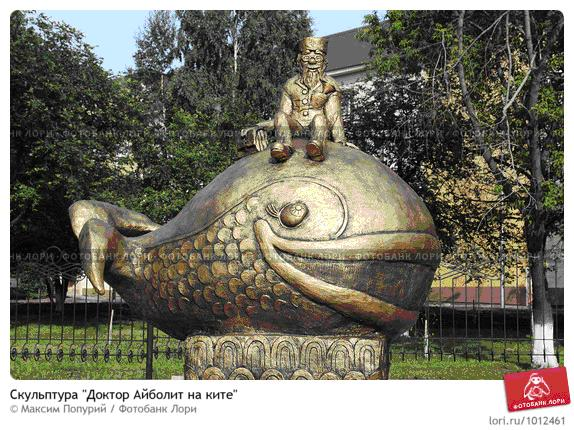 Скульптура "Доктор Айболит на ките"
© Максим Попурий / Фотобанк Лори
ФОТОБАНК ЛОРИ
lori.ru/1012461